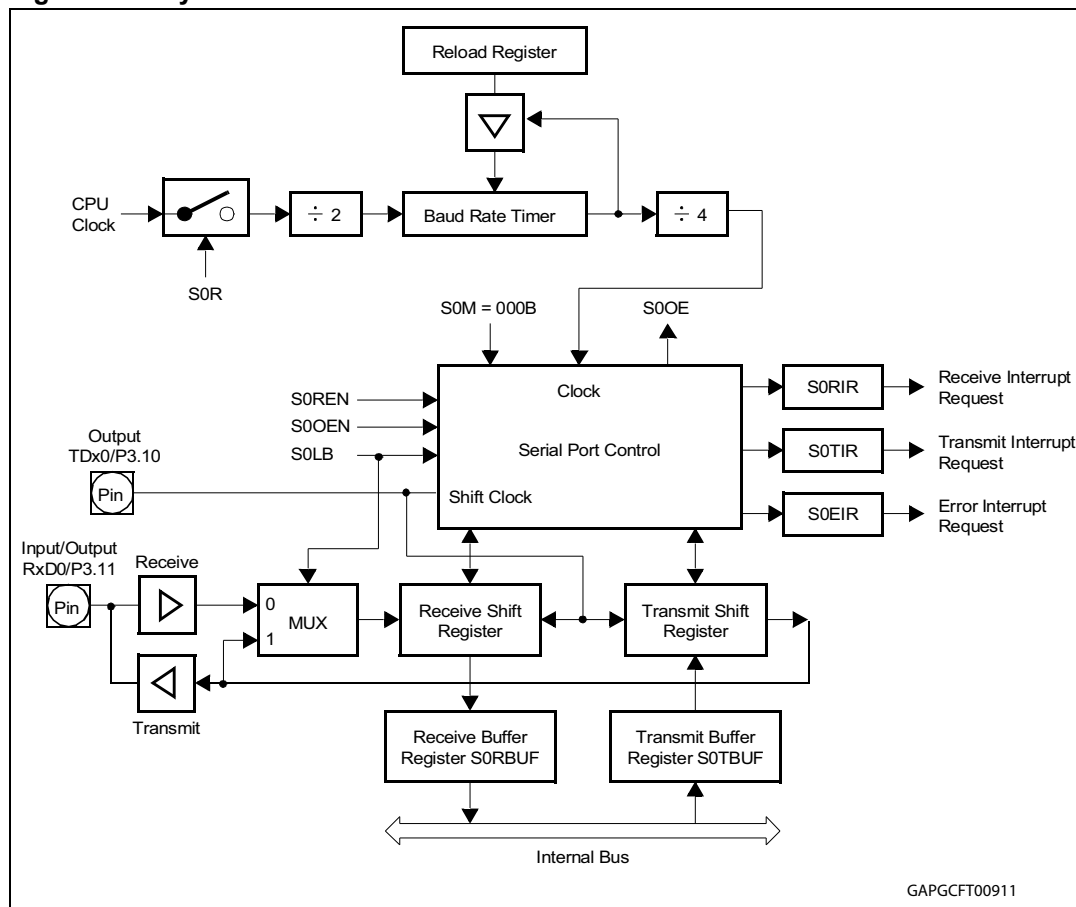 Reload Register
CPU
Clock
÷ 2
Baud Rate Timer
÷ 4
S0R
S0M = 000B
S0OE
Clock
Serial Port Control
Shift Clock
S0REN
S0OEN
S0LB
S0RIR
Receive Interrupt
Request
S0TIR
Transmit Interrupt
Request
S0EIR
Error Interrupt
Request
Output
TDx0/P3.10
Pin
Input/Output
RxD0/P3.11
Pin
Receive
0
MUX
1
Receive Shift
Register
Transmit Shift
Register
Transmit
Receive Buffer
Register S0RBUF
Transmit Buffer
Register S0TBUF
Internal Bus
GAPGCFT00911